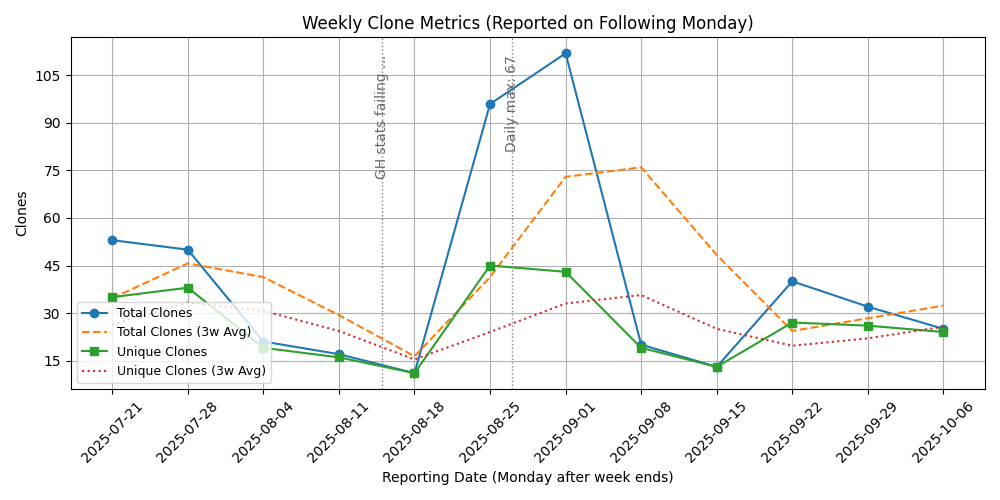 Weekly Clone Metrics (Reported on Following Monday)
Clones
105
90
75
60
45
30
15
GH stats failing ...
Daily max: 67
Total Clones
Total Clones (3w Avg)
Unique Clones
Unique Clones (3w Avg)
2025-07-21
2025-07-28
2025-08-04
2025-08-11
2025-08-18
2025-08-25
2025-09-01
2025-09-08
2025-09-15
2025-09-22
2025-09-29
2025-10-06
Reporting Date (Monday after week ends)